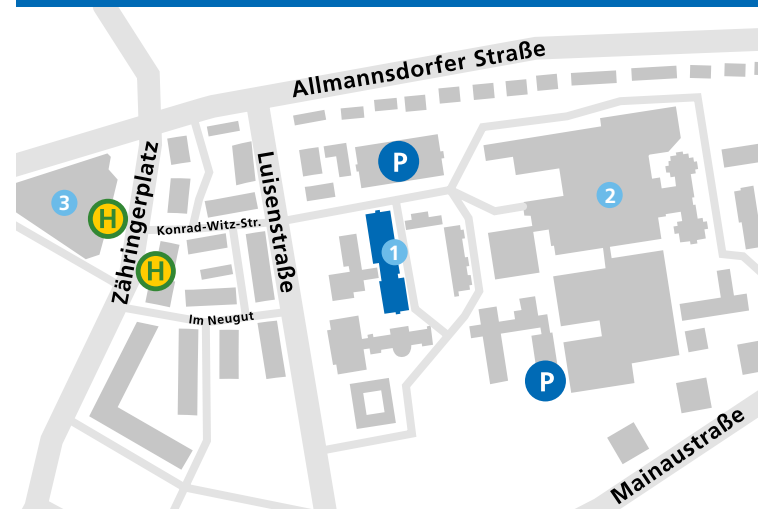 Allmannsdorfer Straße
P
Zähringerplatz
Luisenstraße
3
2
H
Konrad-Witz-Str.
1
H
Im Neugut
P
Mainaustraße